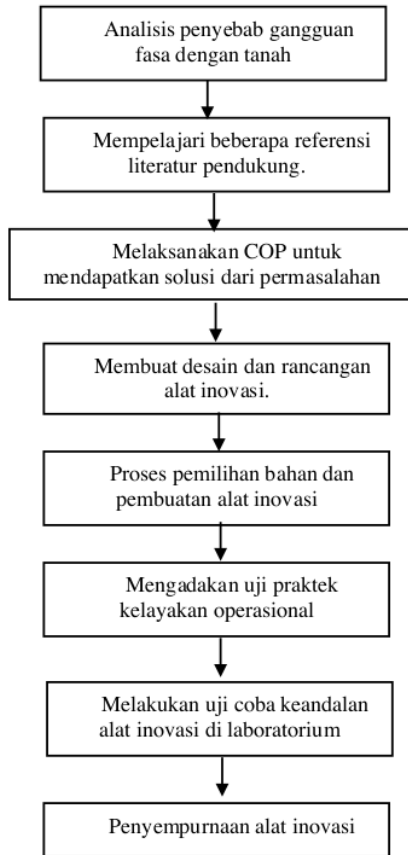 Analisis penyebab gangguan
fasa dengan tanah
Mempelajari beberapa referensi
literatur pendukung.
Melaksanakan COP untuk
mendapatkan solusi dari permasalahan
Membuat desain dan rancangan
alat inovasi.
Proses pemilihan bahan dan
pembuatan alat inovasi
Mengadakan uji praktek
kelayakan operasional
Melakukan uji coba keandalan
alat inovasi di laboratorium
Penyempurnaan alat inovasi